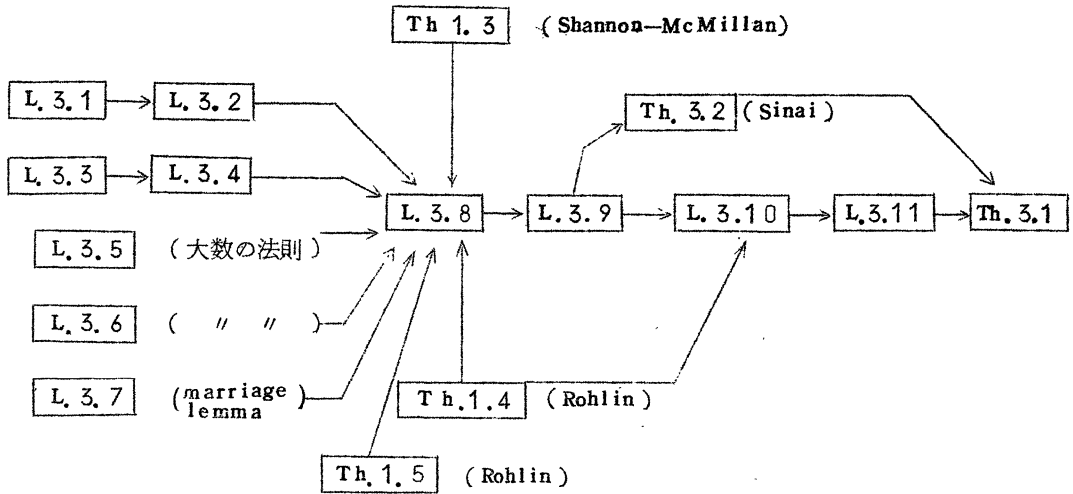 Th 1.3 (Shannon—McMillan)
L.3.1 L.3.2
Th.3.2 (Sinai)
L.3.3 L.3.4
L.3.8 L.3.9 L.3.10 L.3.11 Th.3.1
L.3.5 (大数の法則)
L.3.6 ( 〃 〃 )
L.3.7 (marriage
lemma)
Th.1.4 (Rohlin)
Th.1.5 (Rohlin)